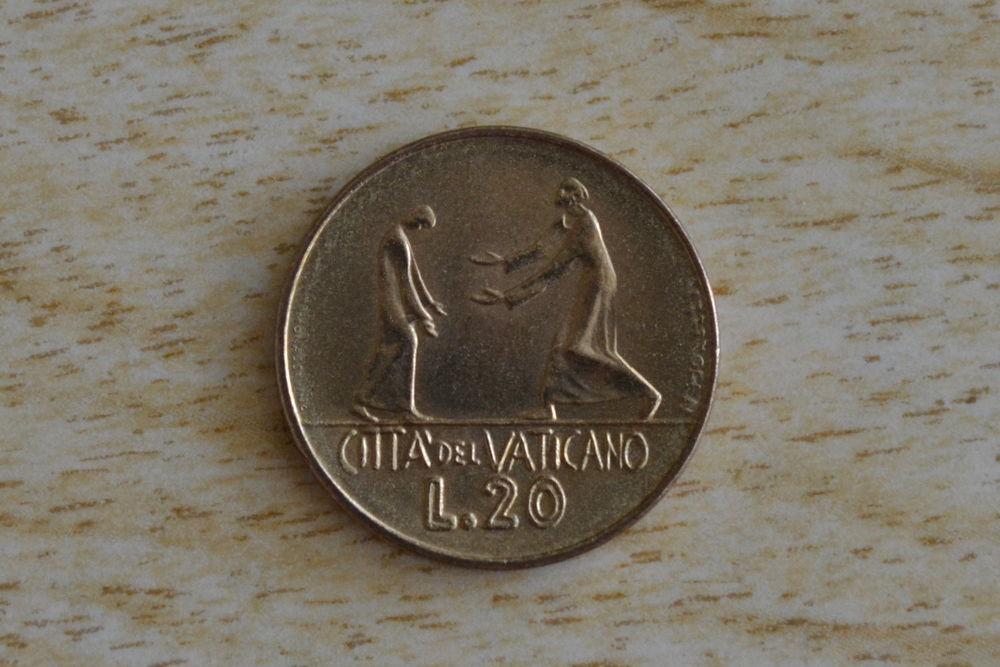 CITTA' DEL VATICANO
L.20